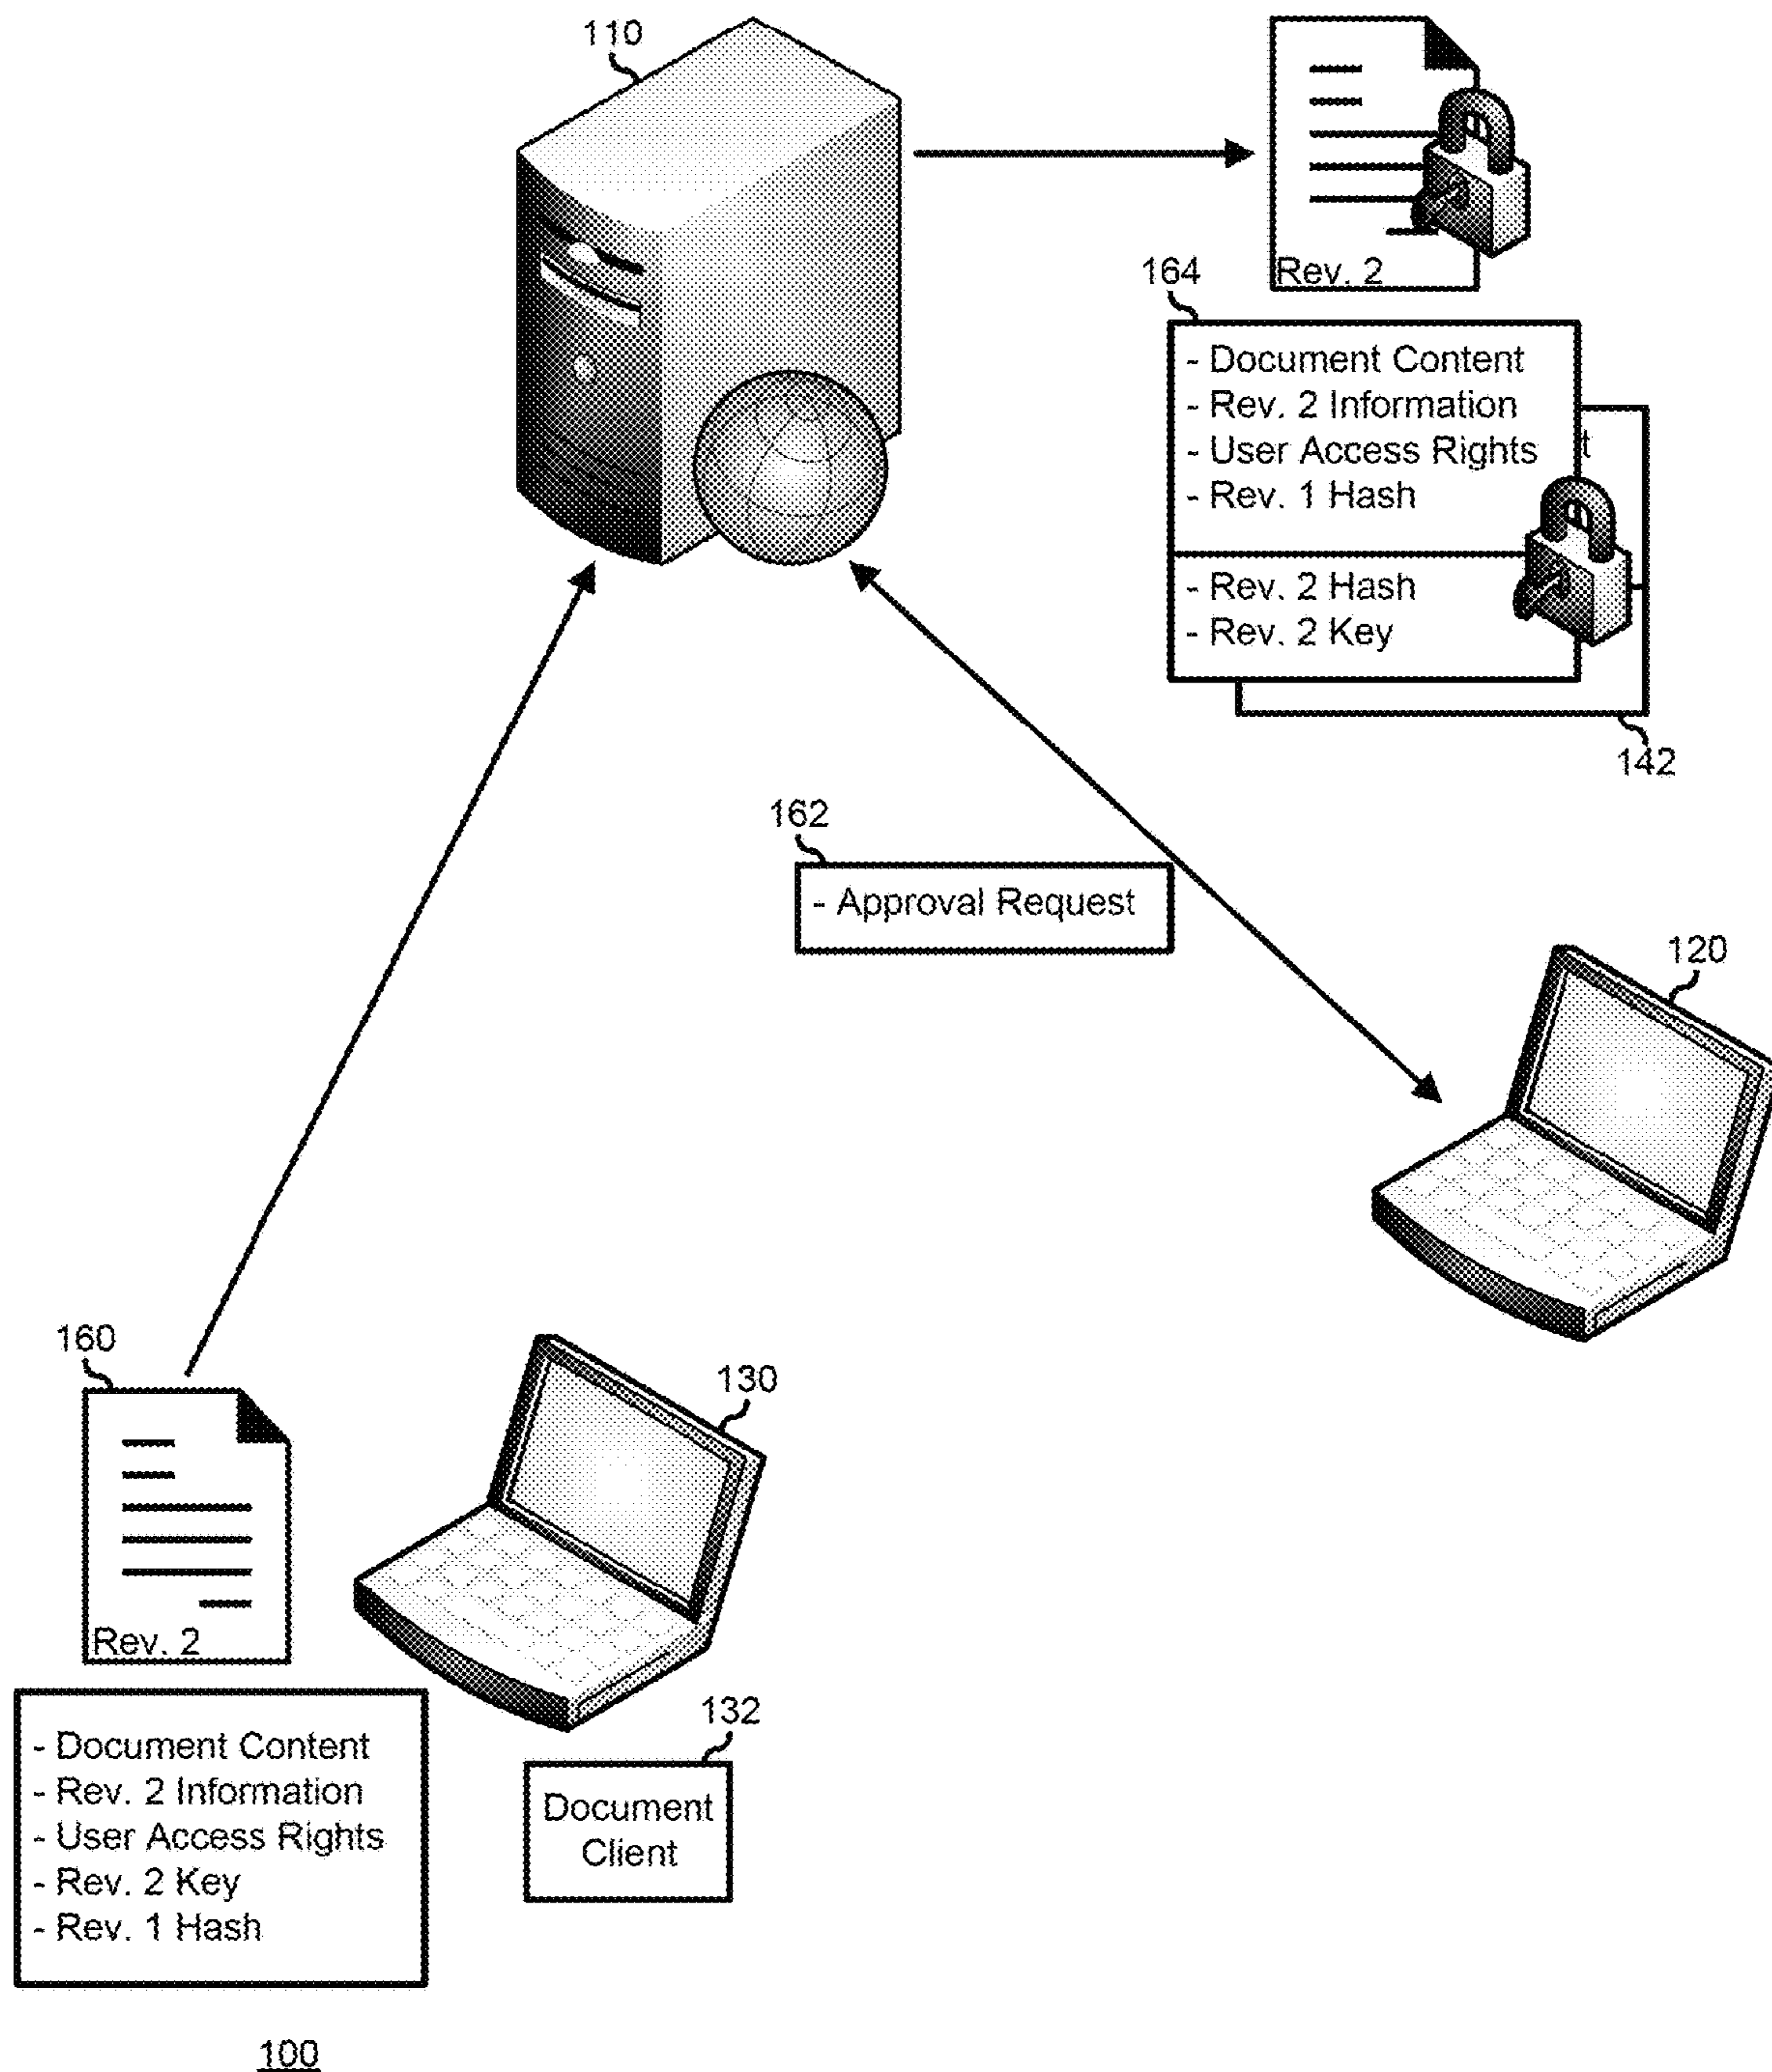 110
Rev. 2
164
- Document Content
- Rev. 2 Information
- User Access Rights
t
- Rev. 1 Hash
- Rev. 2 Hash
- Rev. 2 Key
142
162
- Approval Request
120
160
130
Rev. 2
132
- Document Content
- Rev. 2 Information
- User Access Rights
- Rev. 2 Key
- Rev. 1 Hash
Document
Client
100